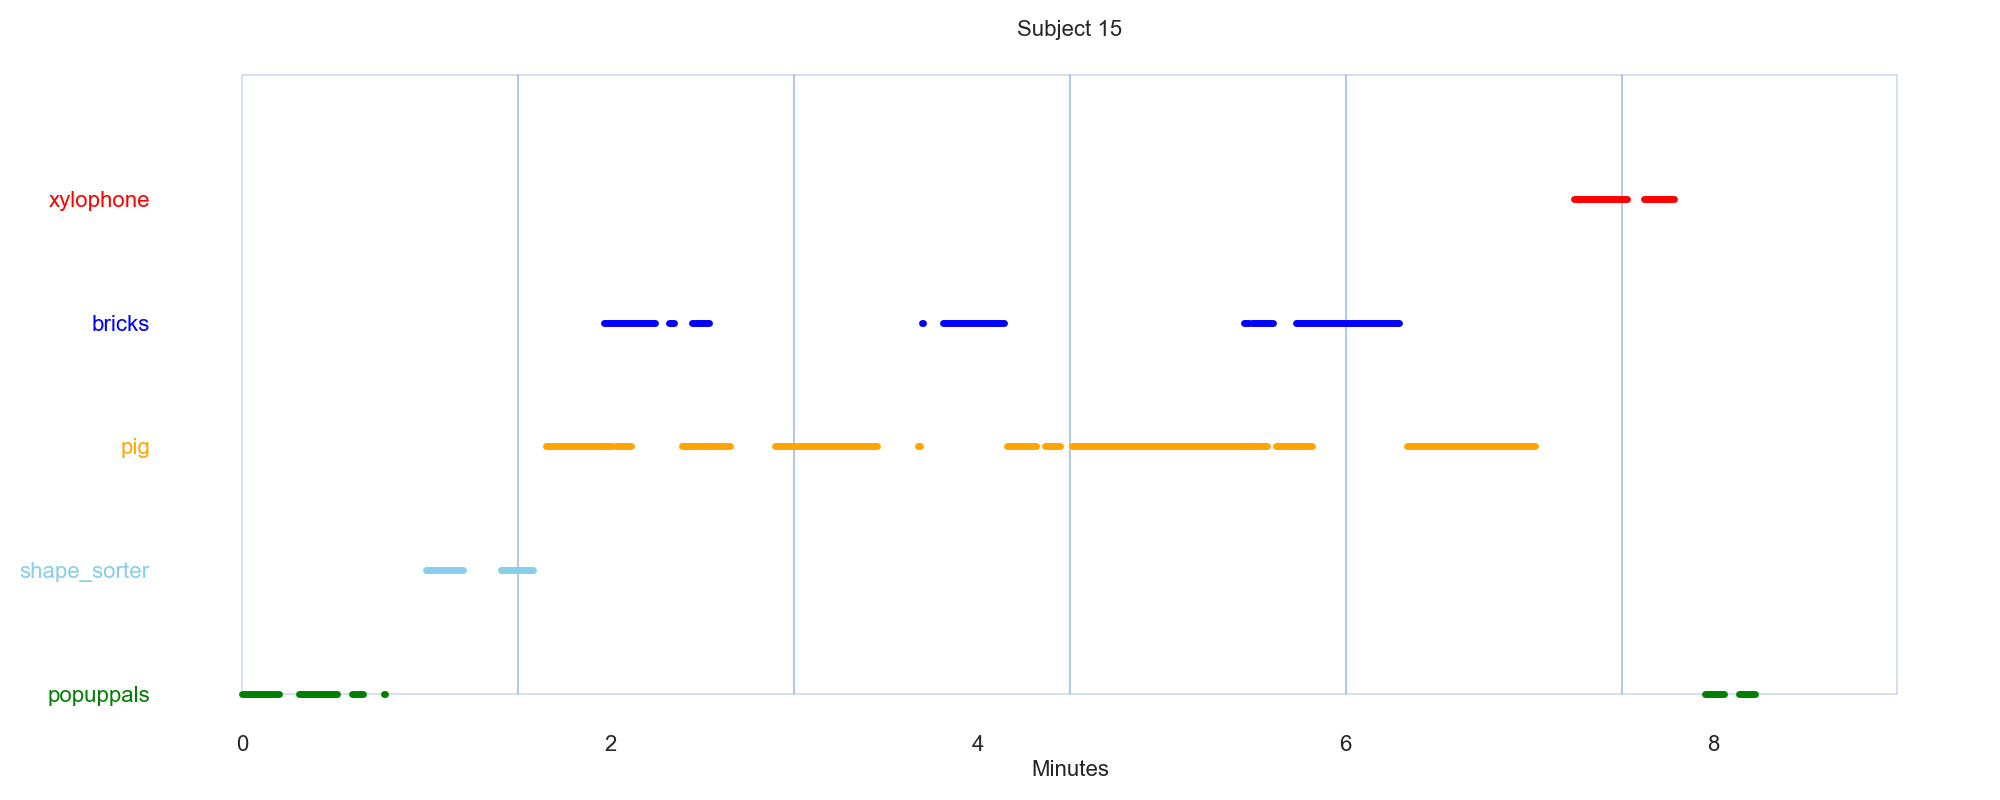 Subject 15
xylophone
bricks
pig
shape_sorter
popuppals
0 2 4 6 8
Minutes